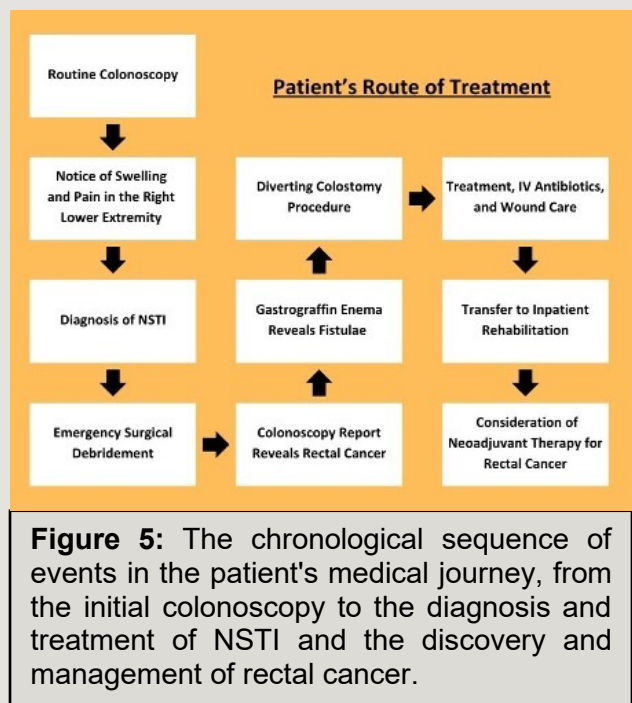 Patient's Route of Treatment
Routine Colonoscopy
Notice of Swelling
and Pain in the Right
Lower Extremity
Diagnosis of NSTI
Emergency Surgical
Debridement
Colonoscopy Report
Reveals Rectal Cancer
Gastrograffin Enema
Reveals Fistulae
Diverting Colostomy
Procedure
Treatment, IV Antibiotics,
and Wound Care
Transfer to Inpatient
Rehabilitation
Consideration of
Neoadjuvant Therapy for
Rectal Cancer
Figure 5: The chronological sequence of
events in the patient's medical journey, from
the initial colonoscopy to the diagnosis and
treatment of NSTI and the discovery and
management of rectal cancer.